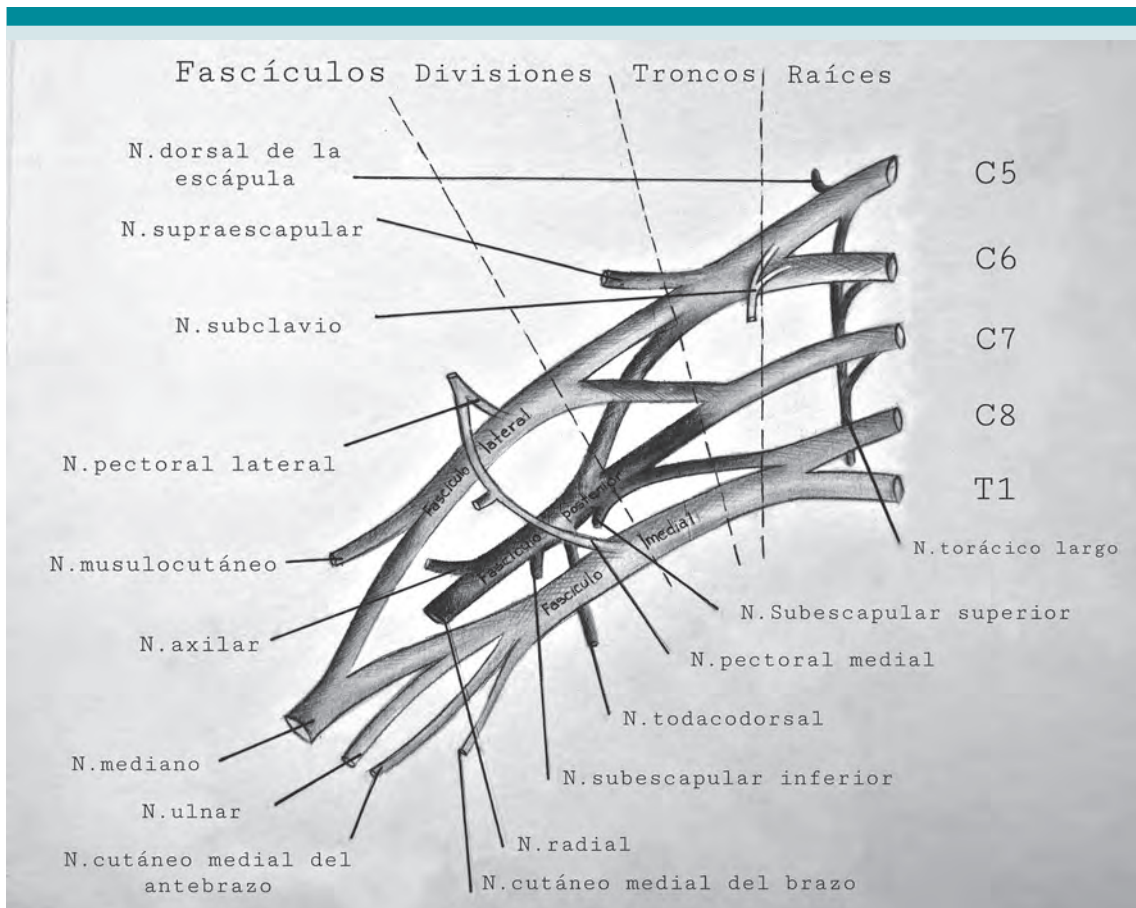 Fascículos Divisiones Troncos Raíces
N.dorsal de la
escápula
C5
N.supraescapular
C6
N.subclavio
C7
C8
N.pectoral lateral
T1
lateral
Fascículo
posterior
Fascículo
medial
Fascículo
N.torácico largo
N.musulocutáneo
N.Subescapular superior
N.axilar
N.pectoral medial
N.todacodorsal
N.mediano
N.subescapular inferior
N.ulnar
N.radial
N.cutáneo medial del
antebrazo
N.cutáneo medial del brazo